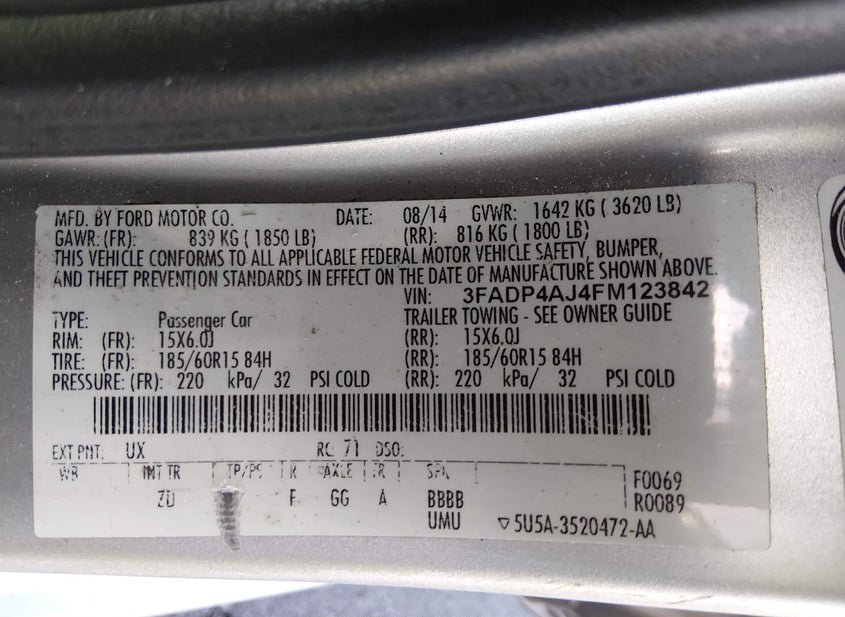 MFD. BY FORD MOTOR CO. DATE: 08/14 GVWR: 1642 KG ( 3620 LB)
GAWR: (FR): 839 KG ( 1850 LB) (RR): 816 KG ( 1800 LB)
THIS VEHICLE CONFORMS TO ALL APPLICABLE FEDERAL MOTOR VEHICLE SAFETY, BUMPER,
AND THEFT PREVENTION STANDARDS IN EFFECT ON THE DATE OF MANUFACTURE SHOWN ABOVE.
VIN: 3FADP4AJ4FM123842
TYPE: Passenger Car TRAILER TOWING - SEE OWNER GUIDE
RIM: (FR): 15X6.0J (RR): 15X6.0J
TIRE: (FR): 185/60R15 84H (RR): 185/60R15 84H
PRESSURE: (FR): 220 kPa/ 32 PSI COLD (RR): 220 kPa/ 32 PSI COLD
EXT PNT: UX RC: 71 DSO:
WB INT TR TP/PS R AXLE TR SPR F0069
ZD F GG A BBBB R0089
UMU ▽5U5A-3520472-AA